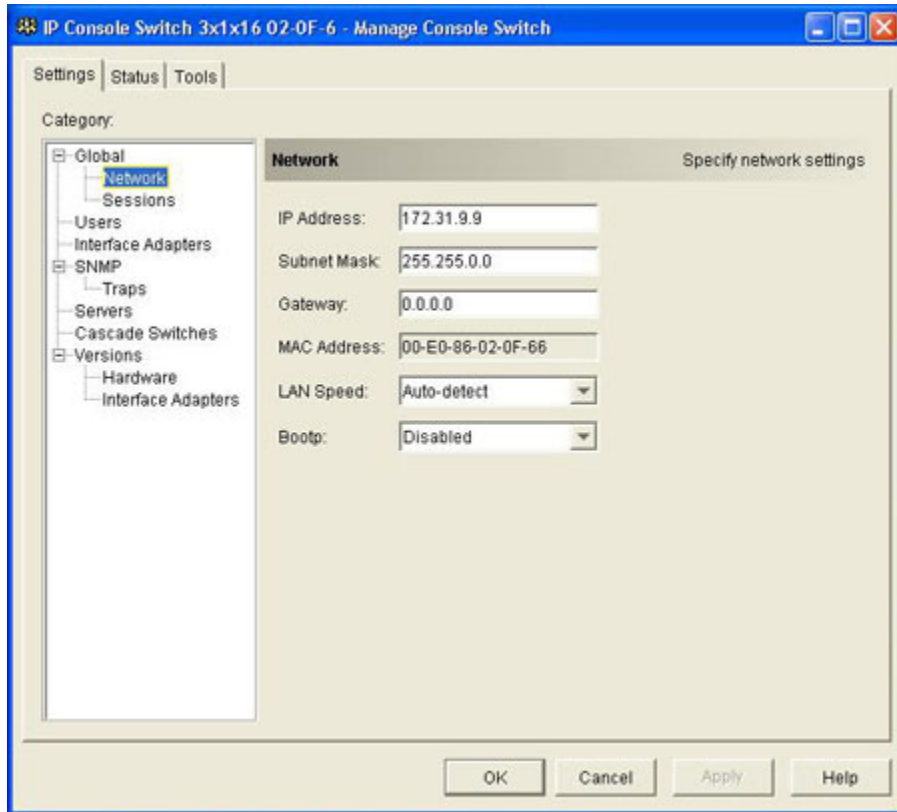 IP Console Switch 3x1x16 02-0F-6 - Manage Console Switch
Settings Status Tools
Category:
Global
Network
Sessions
Users
Interface Adapters
SNMP
Traps
Servers
Cascade Switches
Versions
Hardware
Interface Adapters
Network Specify network settings
IP Address: 172.31.9.9
Subnet Mask: 255.255.0.0
Gateway: 0.0.0.0
MAC Address: 00-E0-86-02-0F-66
LAN Speed: Auto-detect
Bootp: Disabled
OK Cancel Apply Help